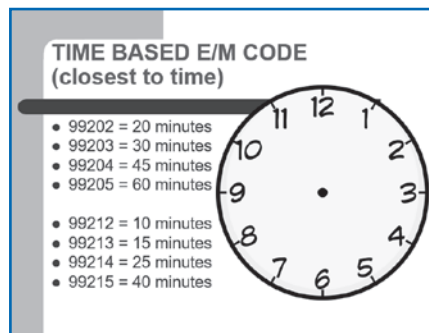 TIME BASED E/M CODE
(closest to time)
• 99202 = 20 minutes
• 99203 = 30 minutes
• 99204 = 45 minutes
• 99205 = 60 minutes
• 99212 = 10 minutes
• 99213 = 15 minutes
• 99214 = 25 minutes
• 99215 = 40 minutes
12
1
2
3
4
5
6
7
8
9
10
11